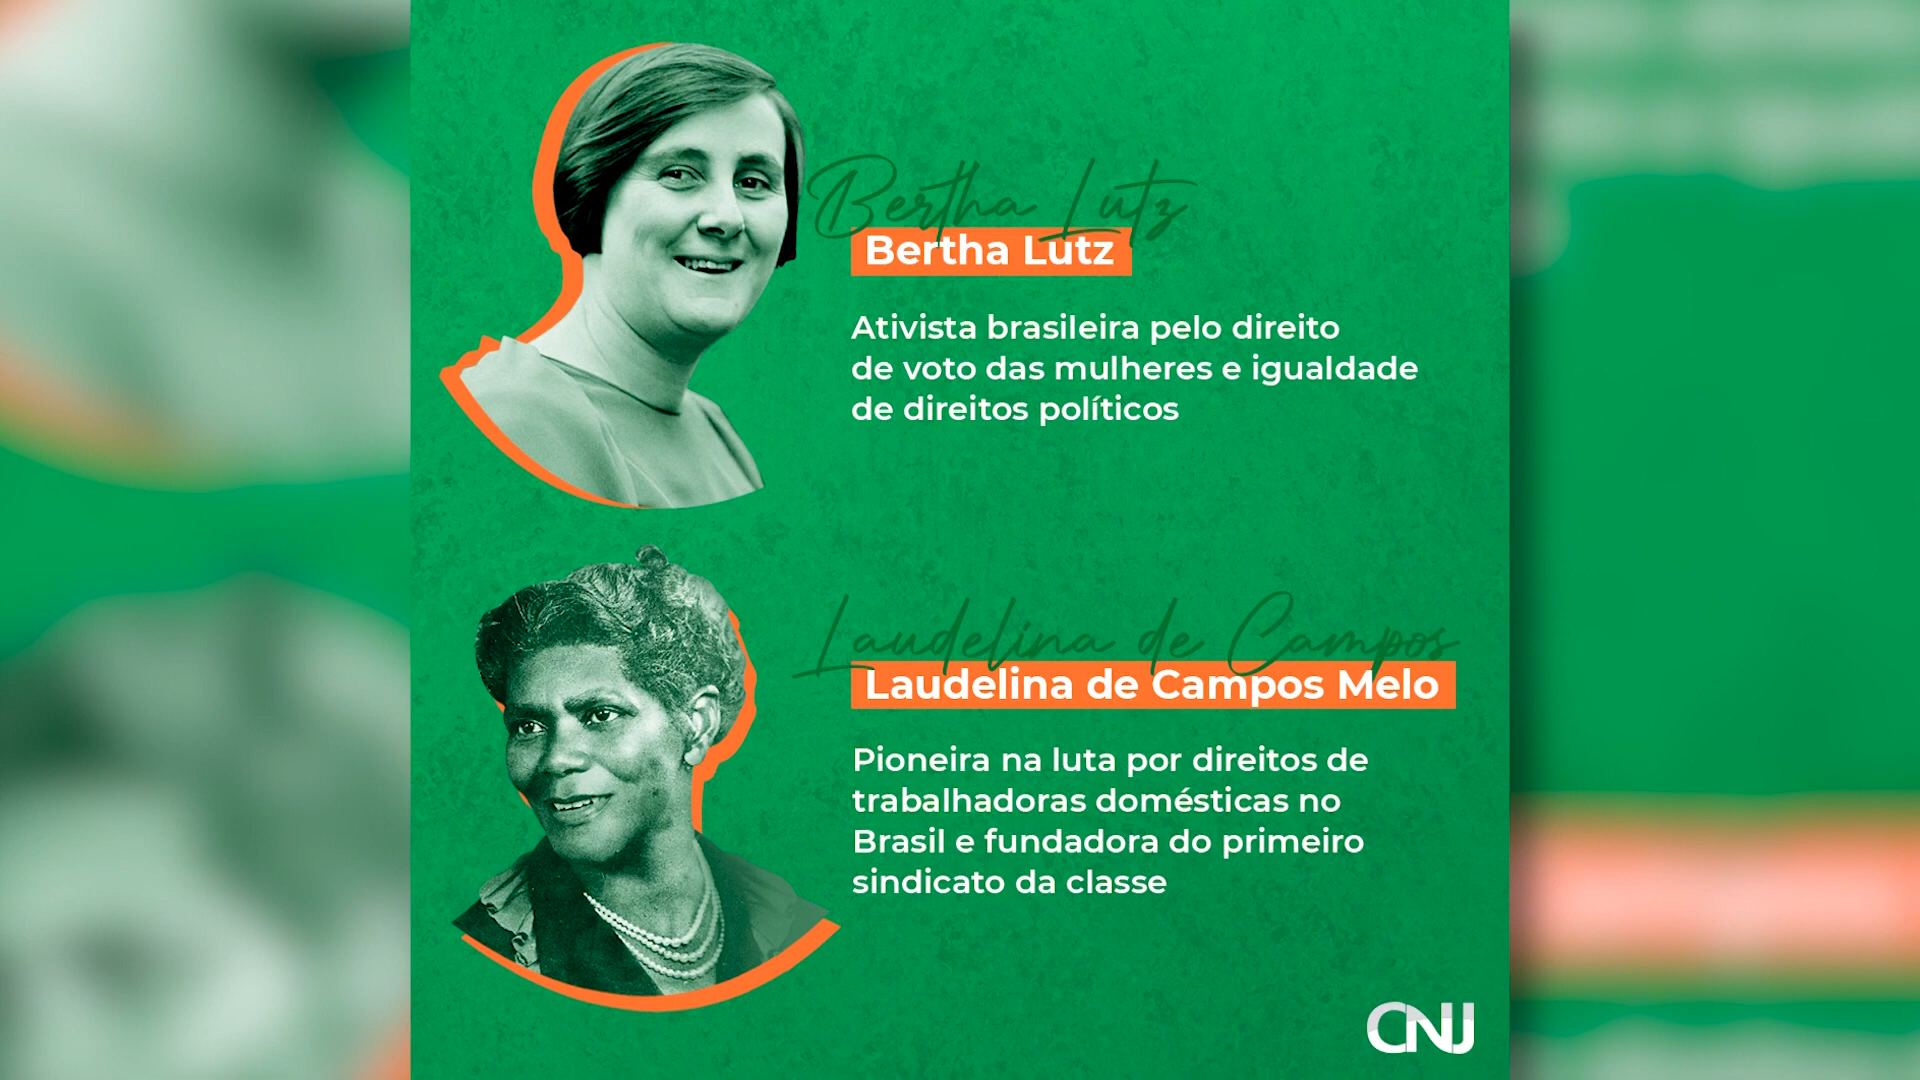 Bertha Lutz
Bertha Lutz
Ativista brasileira pelo direito
de voto das mulheres e igualdade
de direitos políticos
Laudelina de Campos
Laudelina de Campos Melo
Pioneira na luta por direitos de
trabalhadoras domésticas no
Brasil e fundadora do primeiro
sindicato da classe
CNJ